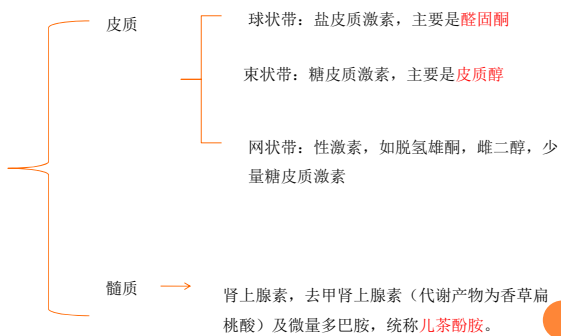 皮质
球状带：盐皮质激素，主要是醛固酮
束状带：糖皮质激素，主要是皮质醇
网状带：性激素，如脱氢雄酮，雌二醇，少
量糖皮质激素
髓质
肾上腺素，去甲肾上腺素（代谢产物为香草扁
桃酸）及微量多巴胺，统称儿茶酚胺。